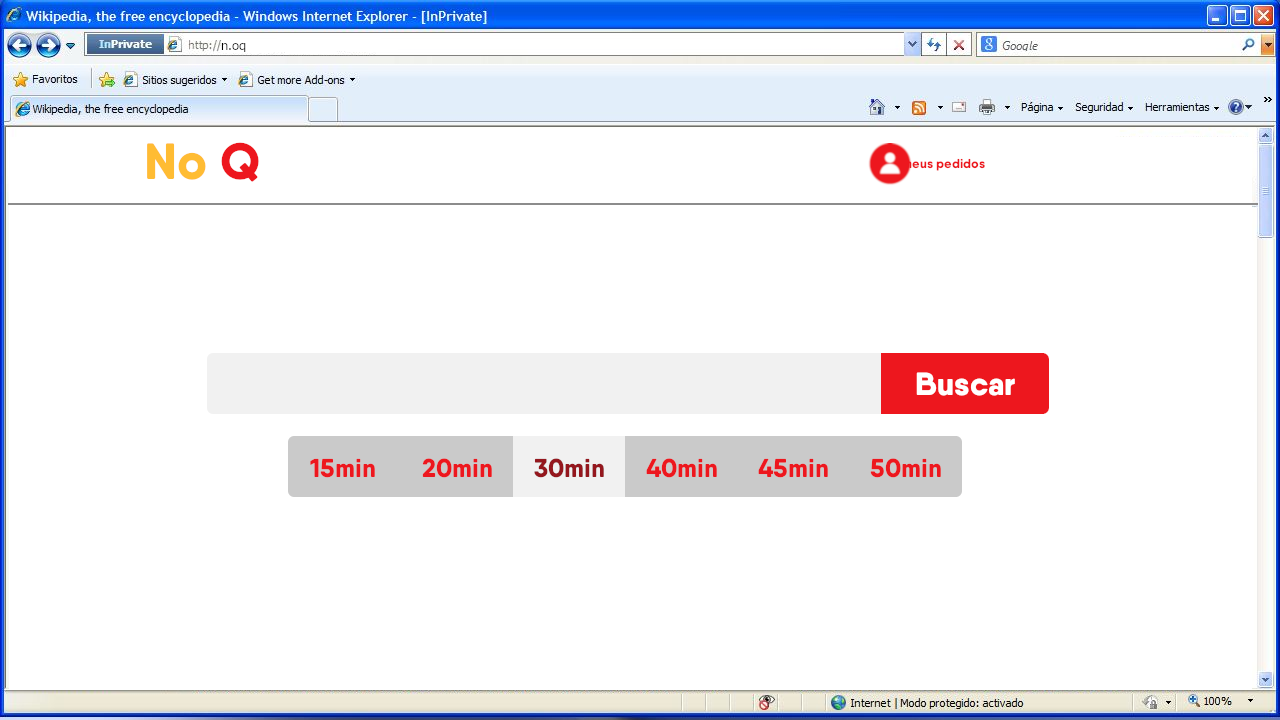 Wikipedia, the free encyclopedia - Windows Internet Explorer - [InPrivate]
InPrivate http://n.oq Google
Favoritos Sitios sugeridos Get more Add-ons
Wikipedia, the free encyclopedia Página Seguridad Herramientas
No Q eus pedidos
Buscar
15min 20min 30min 40min 45min 50min
Internet | Modo protegido: activado 100%